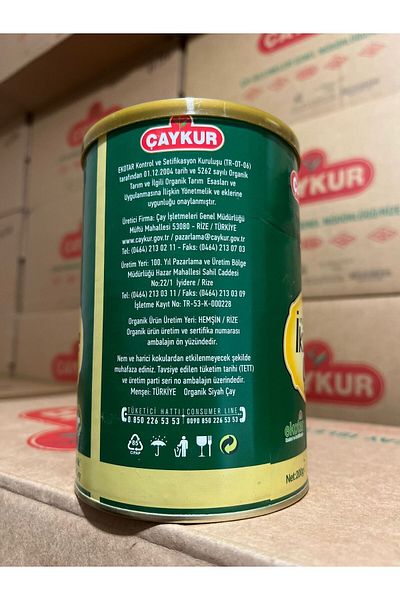 ÇAYKUR
EKOTAR Kontrol ve Setifikasyon Kuruluşu (TR-OT-06)
tarafından 01.12.2004 tarih ve 5262 sayılı Organik
Tarım ve İlgili Organik Tarım Esasları ve
Uygulanmasına İlişkin Yönetmelik ve eklerine
uygunluğu onaylanmıştır.
Üretici Firma: Çay İşletmeleri Genel Müdürlüğü
Müftü Mahallesi 53080 - RİZE / TÜRKİYE
www.caykur.gov.tr / pazarlama@caykur.gov.tr
Tel: (0464) 213 02 11 - Faks: (0464) 213 07 03
Üretim Yeri: 100. Yıl Pazarlama ve Üretim Bölge
Müdürlüğü Hazar Mahallesi Sahil Caddesi
No:22/1 İyidere / Rize
Tel: (0464) 213 03 11 / Faks: (0464) 213 03 09
İşletme Kayıt No: TR-53-K-000228
Organik Ürün Üretim Yeri: HEMŞİN / RİZE
Organik ürün üretim ve sertifika numarası
ambalajın ön yüzündedir.
Nem ve harici kokulardan etkilenmeyecek şekilde
muhafaza ediniz. Tavsiye edilen tüketim tarihi (TETT)
ve üretim parti seri no ambalajın üzerindedir.
Menşei: TÜRKİYE Organik Siyah Çay
TÜKETİCİ HATTI CONSUMER LINE
0 850 226 53 53 0090 850 226 53 53
85
C/PAP
ÇAYKUR
ÇAYKUR